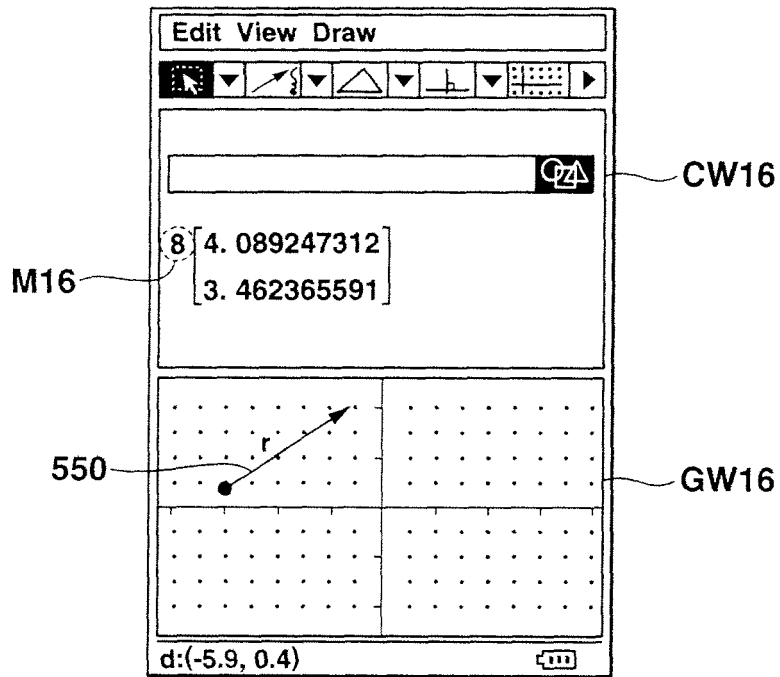 Edit View Draw
CW16
8 4. 089247312
M16
3. 462365591
r
550
GW16
d:(-5.9, 0.4)